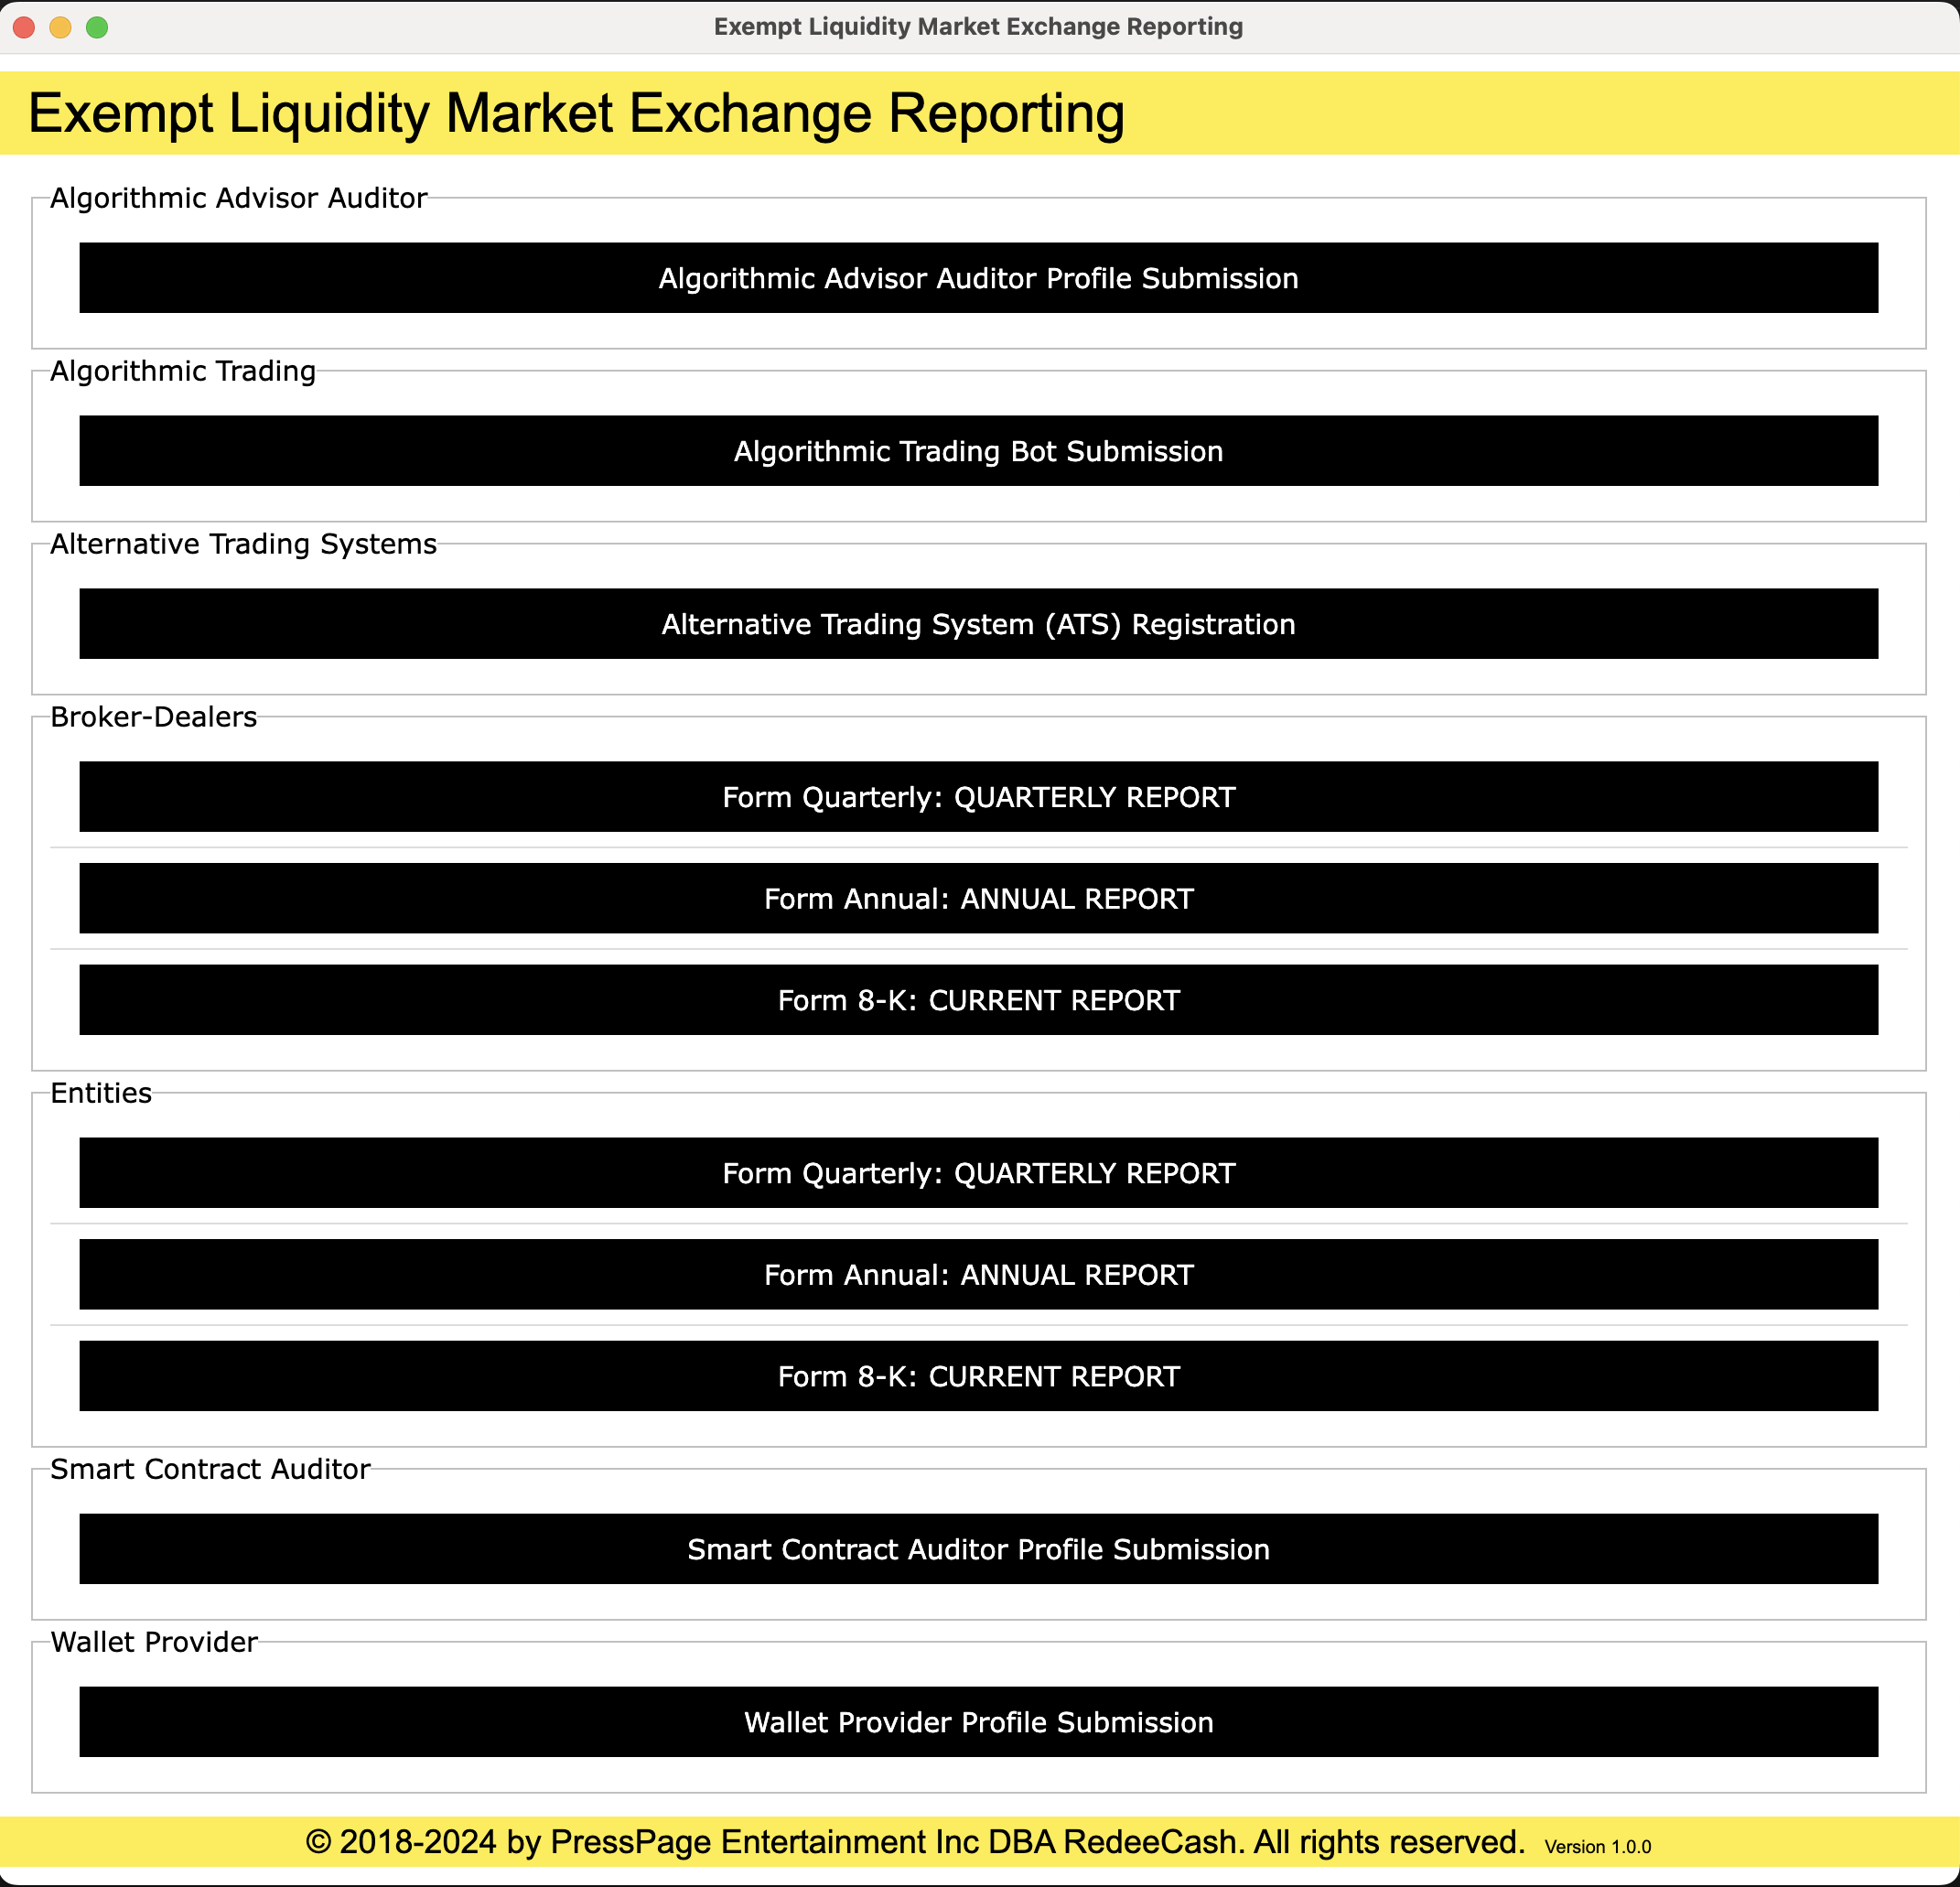 Exempt Liquidity Market Exchange Reporting
Exempt Liquidity Market Exchange Reporting
Algorithmic Advisor Auditor
Algorithmic Advisor Auditor Profile Submission
Algorithmic Trading
Algorithmic Trading Bot Submission
Alternative Trading Systems
Alternative Trading System (ATS) Registration
Broker-Dealers
Form Quarterly: QUARTERLY REPORT
Form Annual: ANNUAL REPORT
Form 8-K: CURRENT REPORT
Entities
Form Quarterly: QUARTERLY REPORT
Form Annual: ANNUAL REPORT
Form 8-K: CURRENT REPORT
Smart Contract Auditor
Smart Contract Auditor Profile Submission
Wallet Provider
Wallet Provider Profile Submission
© 2018-2024 by PressPage Entertainment Inc DBA RedeeCash. All rights reserved. Version 1.0.0